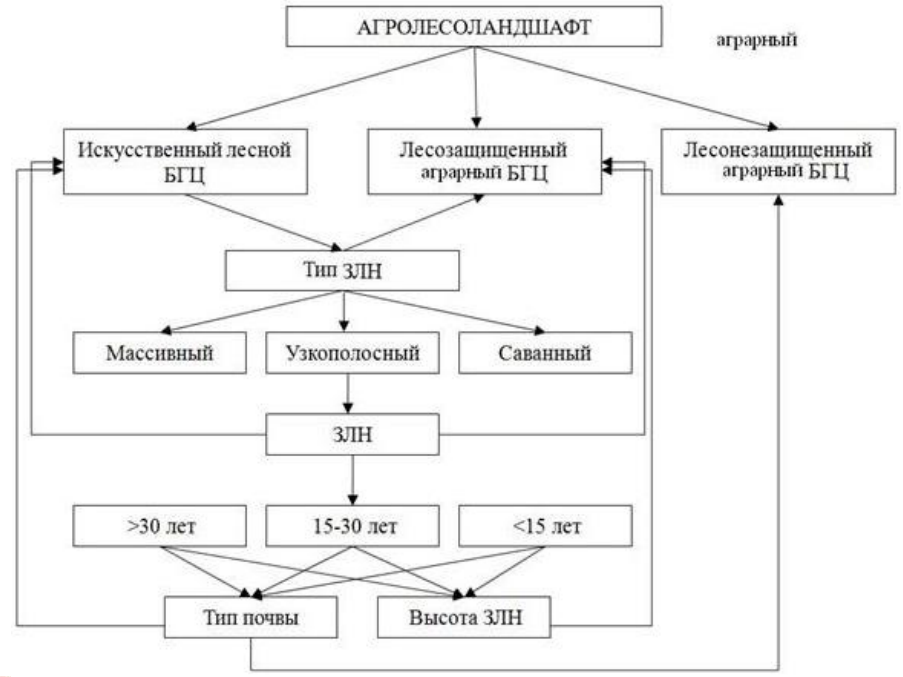 АГРОЛЕСОЛАНДШАФТ
аграрный
Искусственный лесной
БГЦ
Лесозащищенный
аграрный БГЦ
Лесонезащищенный
аграрный БГЦ
Тип ЗЛН
Массивный
Узкополосный
Саванный
ЗЛН
>30 лет
15-30 лет
<15 лет
Тип почвы
Высота ЗЛН